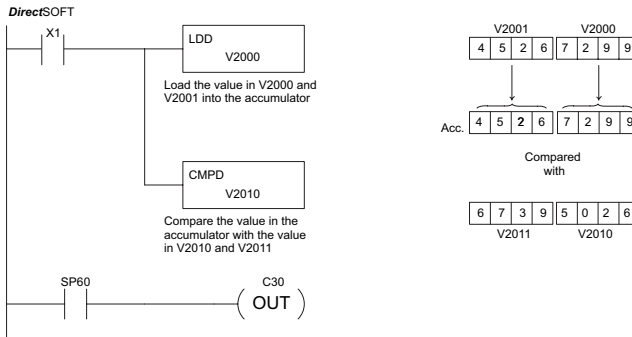 DirectSOFT
X1
LDD
V2000
Load the value in V2000 and
V2001 into the accumulator
CMPD
V2010
Compare the value in the
accumulator with the value
in V2010 and V2011
SP60
C30
OUT
V2001 V2000
4 5 2 6 7 2 9 9
Acc. 4 5 2 6 7 2 9 9
Compared
with
6 7 3 9 5 0 2 6
V2011 V2010